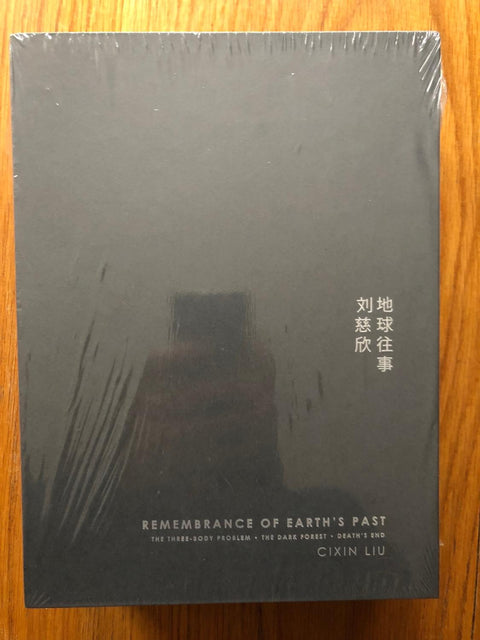 地球往事
刘慈欣
REMEMBRANCE OF EARTH'S PAST
THE THREE-BODY PROBLEM • THE DARK FOREST • DEATH'S END
CIXIN LIU